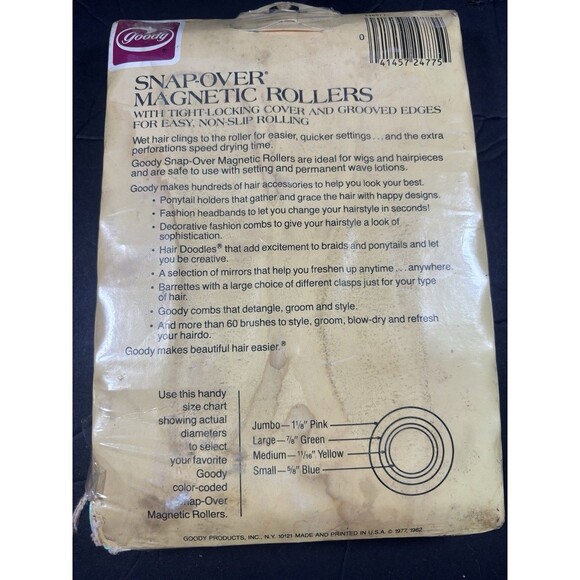 Goody
0
41457 24775
SNAP-OVER®
MAGNETIC ROLLERS
WITH TIGHT-LOCKING COVER AND GROOVED EDGES
FOR EASY, NON-SLIP ROLLING
Wet hair clings to the roller for easier, quicker settings...and the extra
perforations speed drying time.
Goody Snap-Over Magnetic Rollers are ideal for wigs and hairpieces
and are safe to use with setting and permanent wave lotions.
Goody makes hundreds of hair accessories to help you look your best.
• Ponytail holders that gather and grace the hair with happy designs.
• Fashion headbands to let you change your hairstyle in seconds!
• Decorative fashion combs to give your hairstyle a look of
sophistication.
• Hair Doodles® that add excitement to braids and ponytails and let
you be creative.
• A selection of mirrors that help you freshen up anytime...anywhere.
• Barrettes with a large choice of different clasps just for your type
of hair.
• Goody combs that detangle, groom and style.
• And more than 60 brushes to style, groom, blow-dry and refresh
your hairdo.
Goody makes beautiful hair easier.®
Use this handy
size chart
showing actual
diameters
to select
your favorite
Goody
color-coded
nap-Over
Magnetic Rollers.
Jumbo—1⅛" Pink
Large—⅞" Green
Medium—11/16" Yellow
Small—⅝" Blue
GOODY PRODUCTS, INC., N.Y. 10121 MADE AND PRINTED IN U.S.A. © 1977, 1982